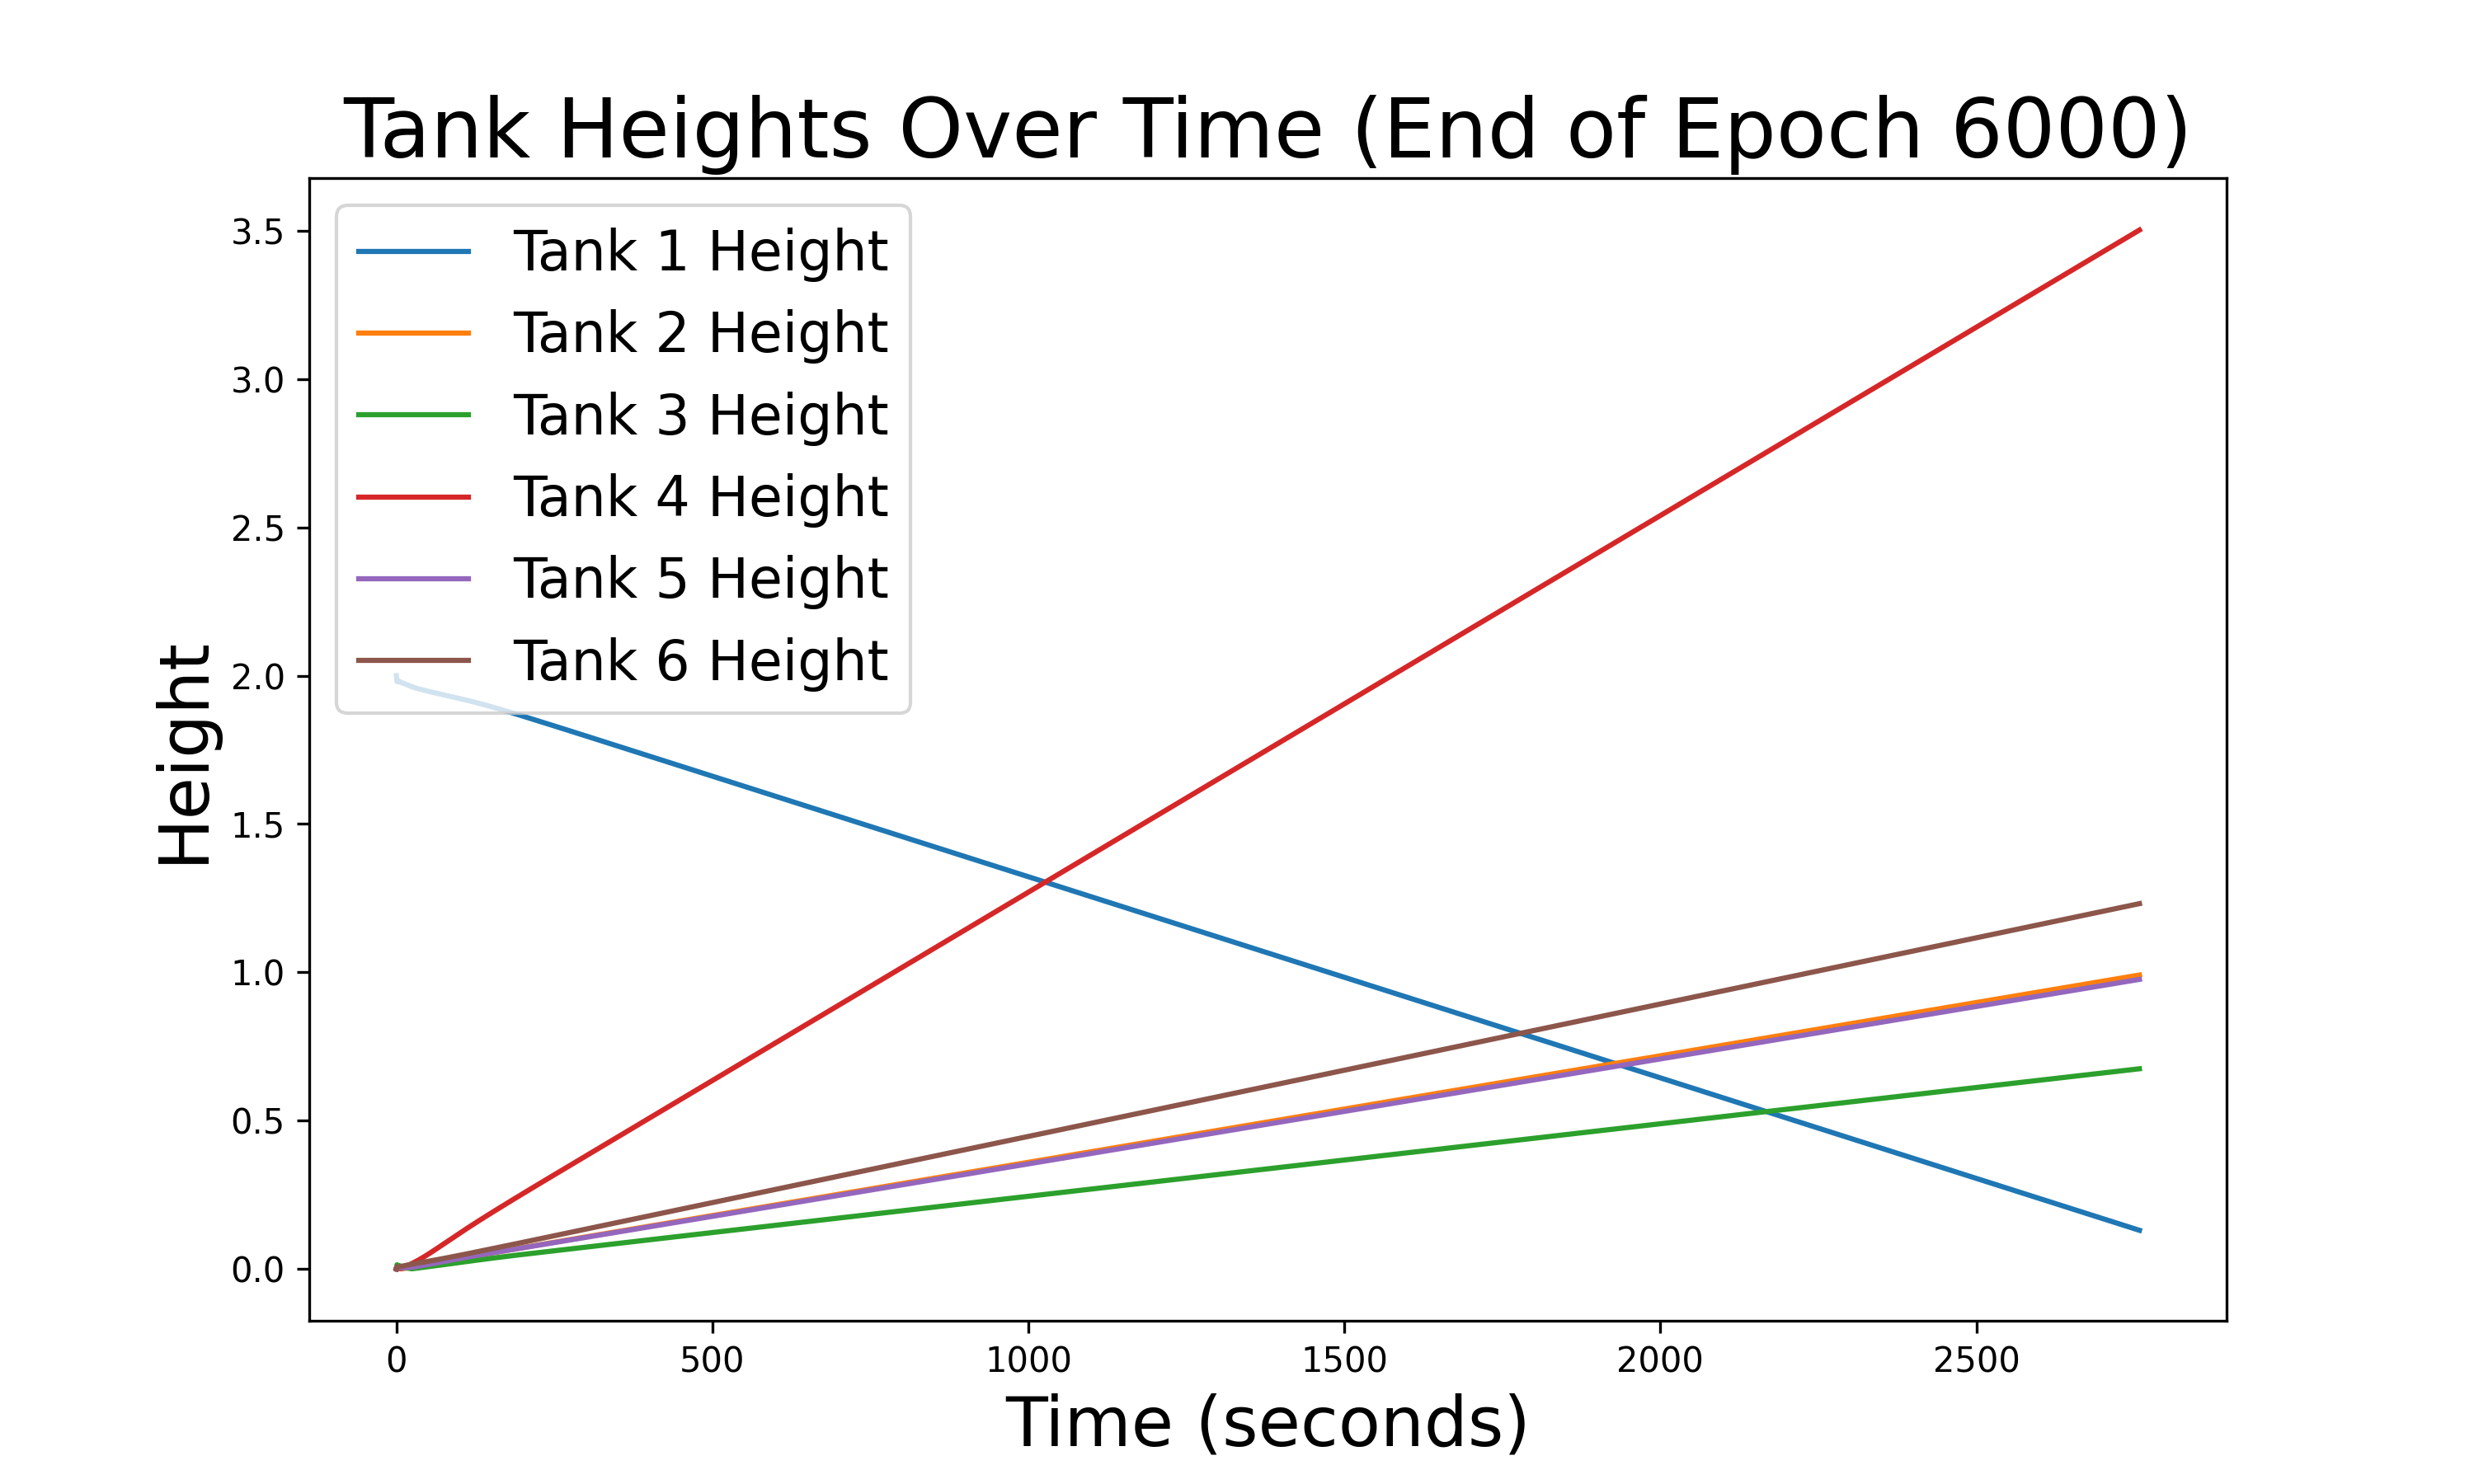 Tank Heights Over Time (End of Epoch 6000)
Tank 1 Height
Tank 2 Height
Tank 3 Height
Tank 4 Height
Tank 5 Height
Tank 6 Height
Height
3.5
3.0
2.5
2.0
1.5
1.0
0.5
0.0
0 500 1000 1500 2000 2500
Time (seconds)